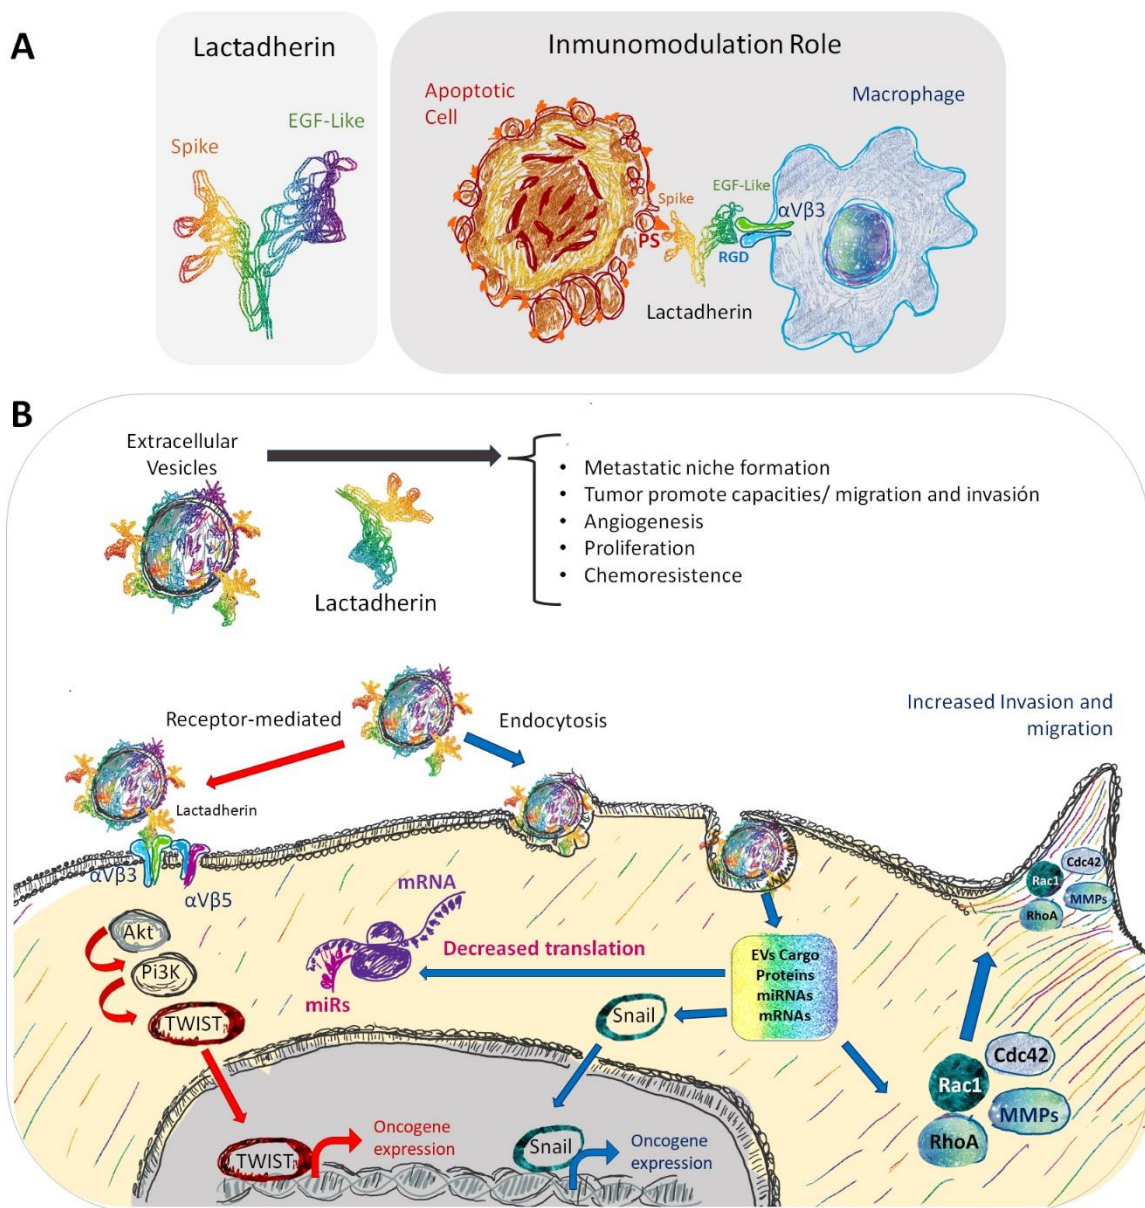 A
Lactadherin
Spike
EGF-Like
Inmunomodulation Role
Apoptotic
Cell
Macrophage
Spike
EGF-Like
αVβ3
PS
RGD
Lactadherin
B
Extracellular
Vesicles
Lactadherin
• Metastatic niche formation
• Tumor promote capacities/ migration and invasión
• Angiogenesis
• Proliferation
• Chemoresistence
Receptor-mediated
Endocytosis
Increased Invasion and
migration
Lactadherin
αVβ3
αVβ5
Akt
Pi3K
TWIST1
mRNA
miRs
Decreased translation
EVs Cargo
Proteins
miRNAs
mRNAs
Snail
Cdc42
Rac1
MMPs
RhoA
Cdc42
Rac1
MMPs
RhoA
TWIST1
Oncogene
expression
Snail
Oncogene
expression